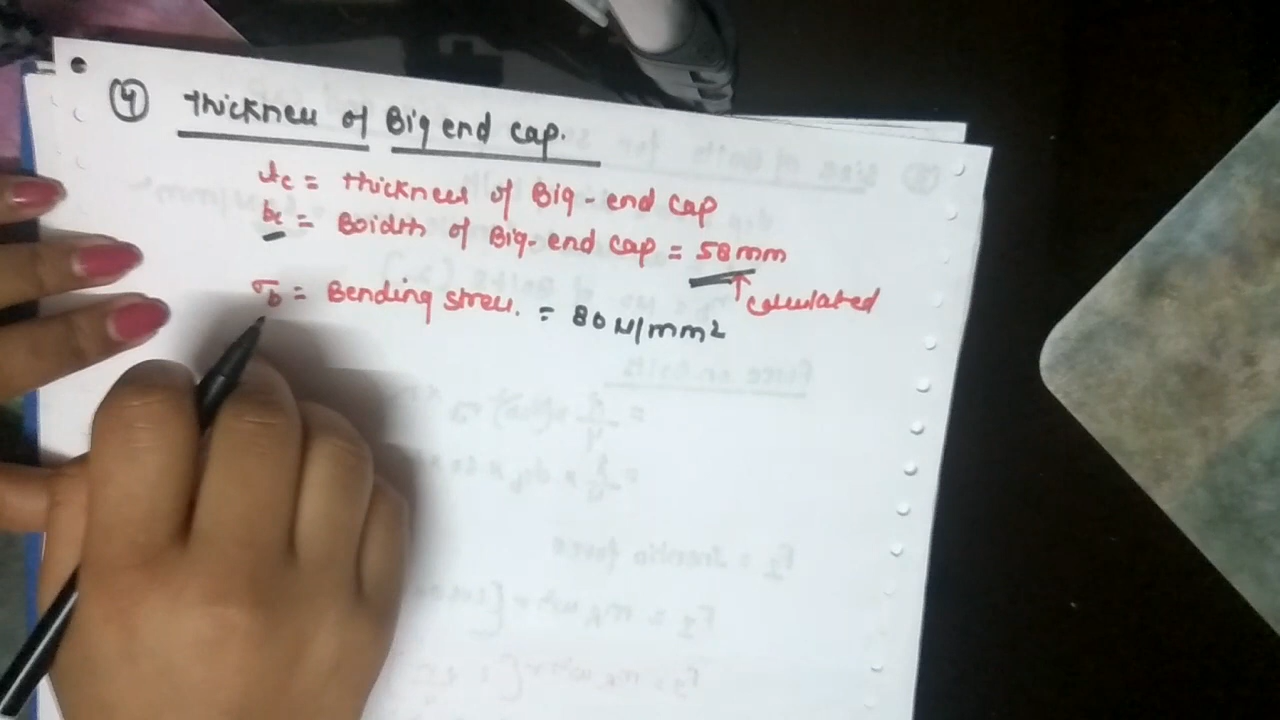 ④ Thickness of Big end cap.
tc = thickness of Big-end cap
bc = Boidth of Big-end cap = 58mm
↑ calculated
σb = Bending stress. = 80 N/mm2